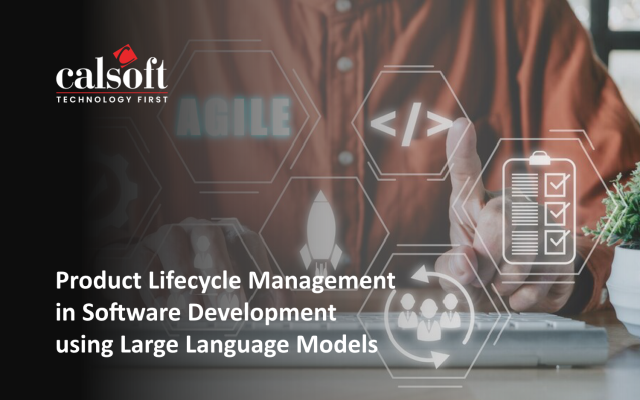 calsoft
TECHNOLOGY FIRST
AGILE
</>
Product Lifecycle Management
in Software Development
using Large Language Models